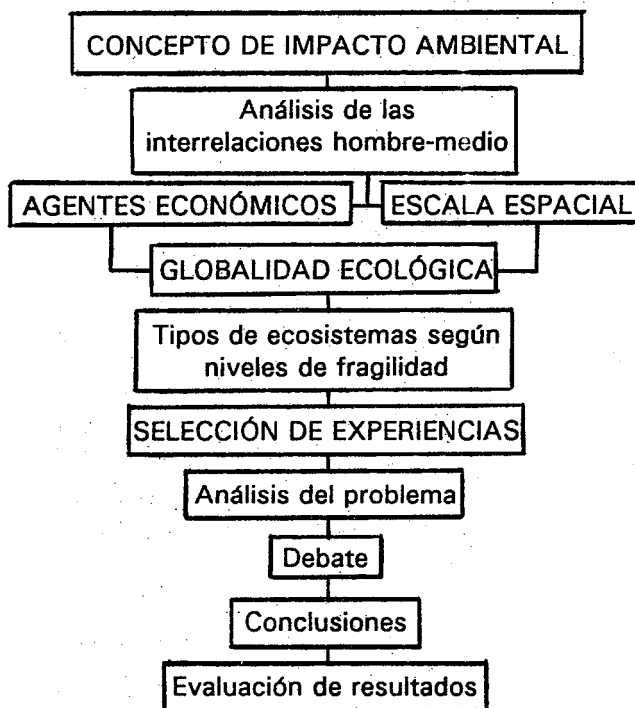 CONCEPTO DE IMPACTO AMBIENTAL
Análisis de las
interrelaciones hombre-medio
AGENTES ECONÓMICOS
ESCALA ESPACIAL
GLOBALIDAD ECOLÓGICA
Tipos de ecosistemas según
niveles de fragilidad
SELECCIÓN DE EXPERIENCIAS
Análisis del problema
Debate
Conclusiones
Evaluación de resultados